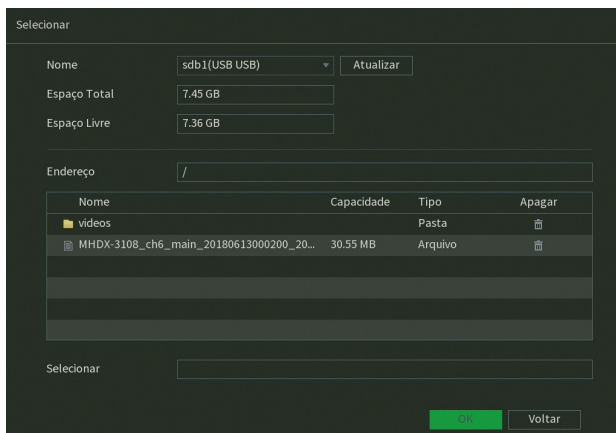 Selecionar
Nome sdb1(USB USB) Atualizar
Espaço Total 7.45 GB
Espaço Livre 7.36 GB
Endereço /
Nome Capacidade Tipo Apagar
videos Pasta
MHDX-3108_ch6_main_20180613000200_20... 30.55 MB Arquivo
Selecionar
OK Voltar